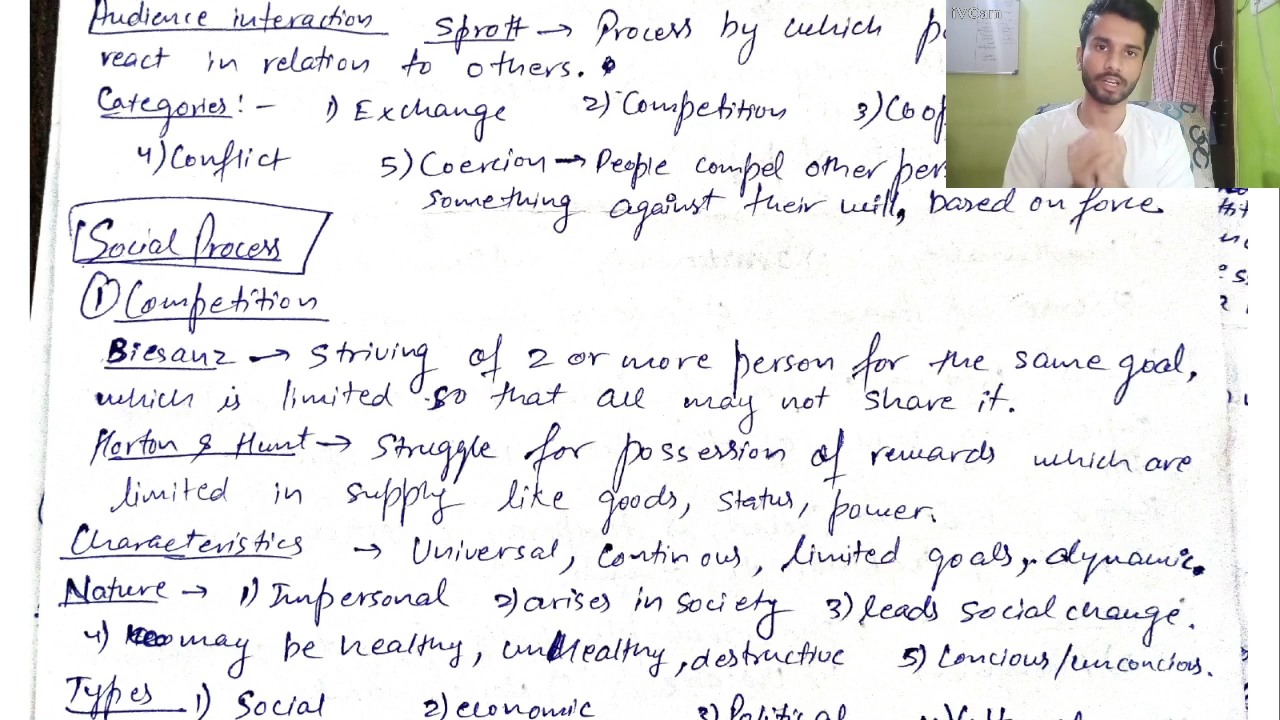 Audience interaction Sprott → Process by which
react in relation to others.
Categories :- 1) Exchange 2) Competition 3)
4) Conflict 5) Coercion → People compel other
something against their will, based on force.
Social Process
① Competition
Biesanz → Striving of 2 or more person for the same goal,
which is limited so that all may not share it.
Horton & Hunt → Struggle for possession of rewards which are
limited in supply like goods, status, power.
Characteristics → Universal, Continous, limited goals, dynamic.
Nature → 1) Impersonal 2) arises in society 3) leads social change.
4) may be healthy, unhealthy, destructive 5) Concious/unconcious.
Types 1) Social 2) economic 3) Political 4)
iVCam